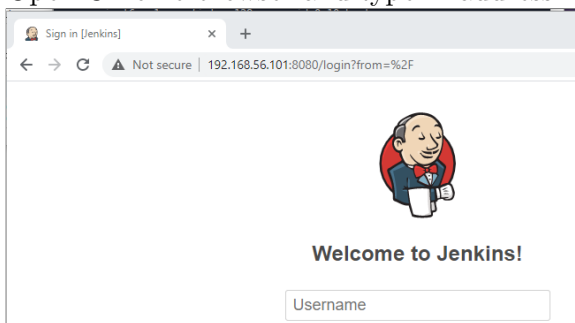 Sign in [Jenkins]
Not secure | 192.168.56.101:8080/login?from=%2F
Welcome to Jenkins!
Username